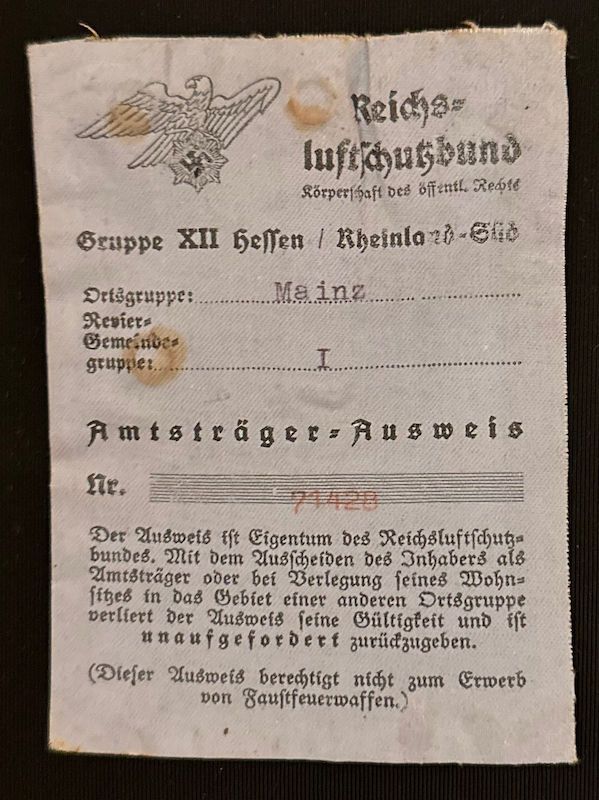 Reichs-
luftschutzbund
Körperschaft des öffentl. Rechts
Gruppe XII Hessen / Rheinland-Süd
Ortsgruppe: Mainz
Revier-
Gemeinde-
gruppe: I
Amtsträger-Ausweis
Nr. 71428
Der Ausweis ist Eigentum des Reichsluftschutz-
bundes. Mit dem Ausscheiden des Inhabers als
Amtsträger oder bei Verlegung seines Wohn-
sitzes in das Gebiet einer anderen Ortsgruppe
verliert der Ausweis seine Gültigkeit und ist
unaufgefordert zurückzugeben.
(Dieser Ausweis berechtigt nicht zum Erwerb
von Faustfeuerwaffen.)